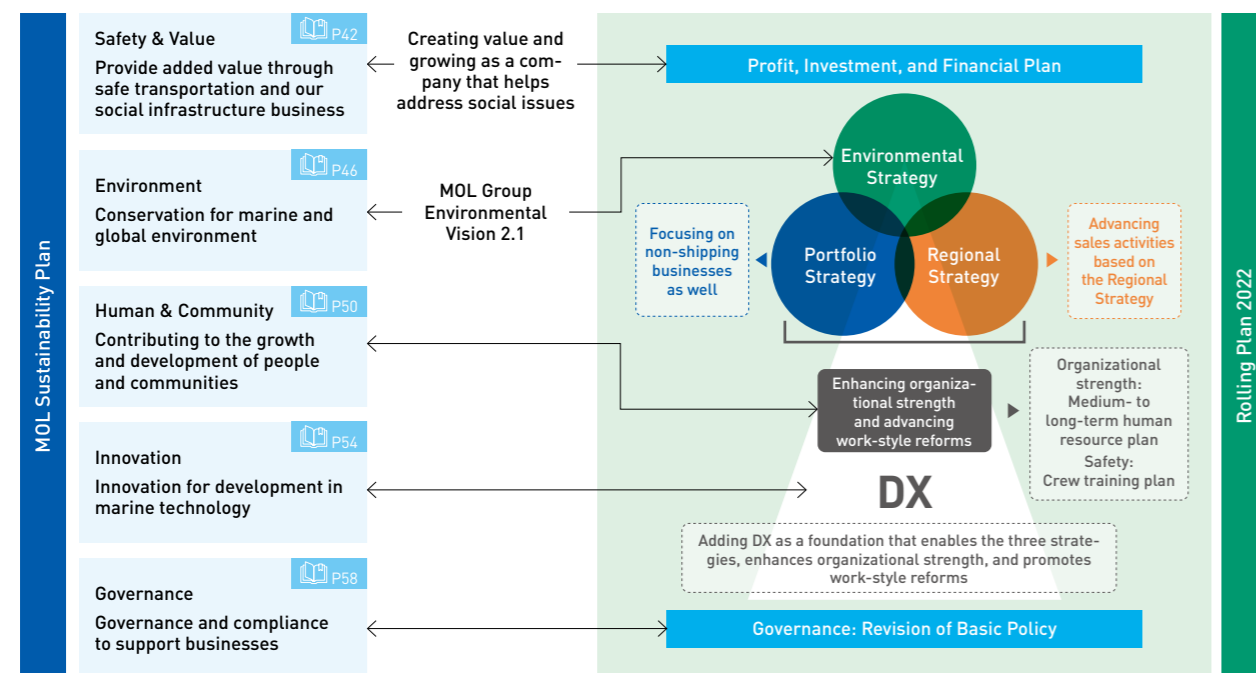 MOL Sustainability Plan
P42
Safety & Value
Provide added value through
safe transportation and our
social infrastructure business
P46
Environment
Conservation for marine and
global environment
P50
Human & Community
Contributing to the growth
and development of people
and communities
P54
Innovation
Innovation for development in
marine technology
P58
Governance
Governance and compliance
to support businesses
Creating value and
growing as a com-
pany that helps
address social issues
MOL Group
Environmental
Vision 2.1
Profit, Investment, and Financial Plan
Environmental
Strategy
Focusing on
non-shipping
businesses
as well
Portfolio
Strategy
Regional
Strategy
Advancing
sales activities
based on
the Regional
Strategy
Enhancing organiza-
tional strength
and advancing
work-style reforms
Organizational
strength:
Medium- to
long-term human
resource plan
Safety:
Crew training plan
DX
Adding DX as a foundation that enables the three strate-
gies, enhances organizational strength, and promotes
work-style reforms
Governance: Revision of Basic Policy
Rolling Plan 2022